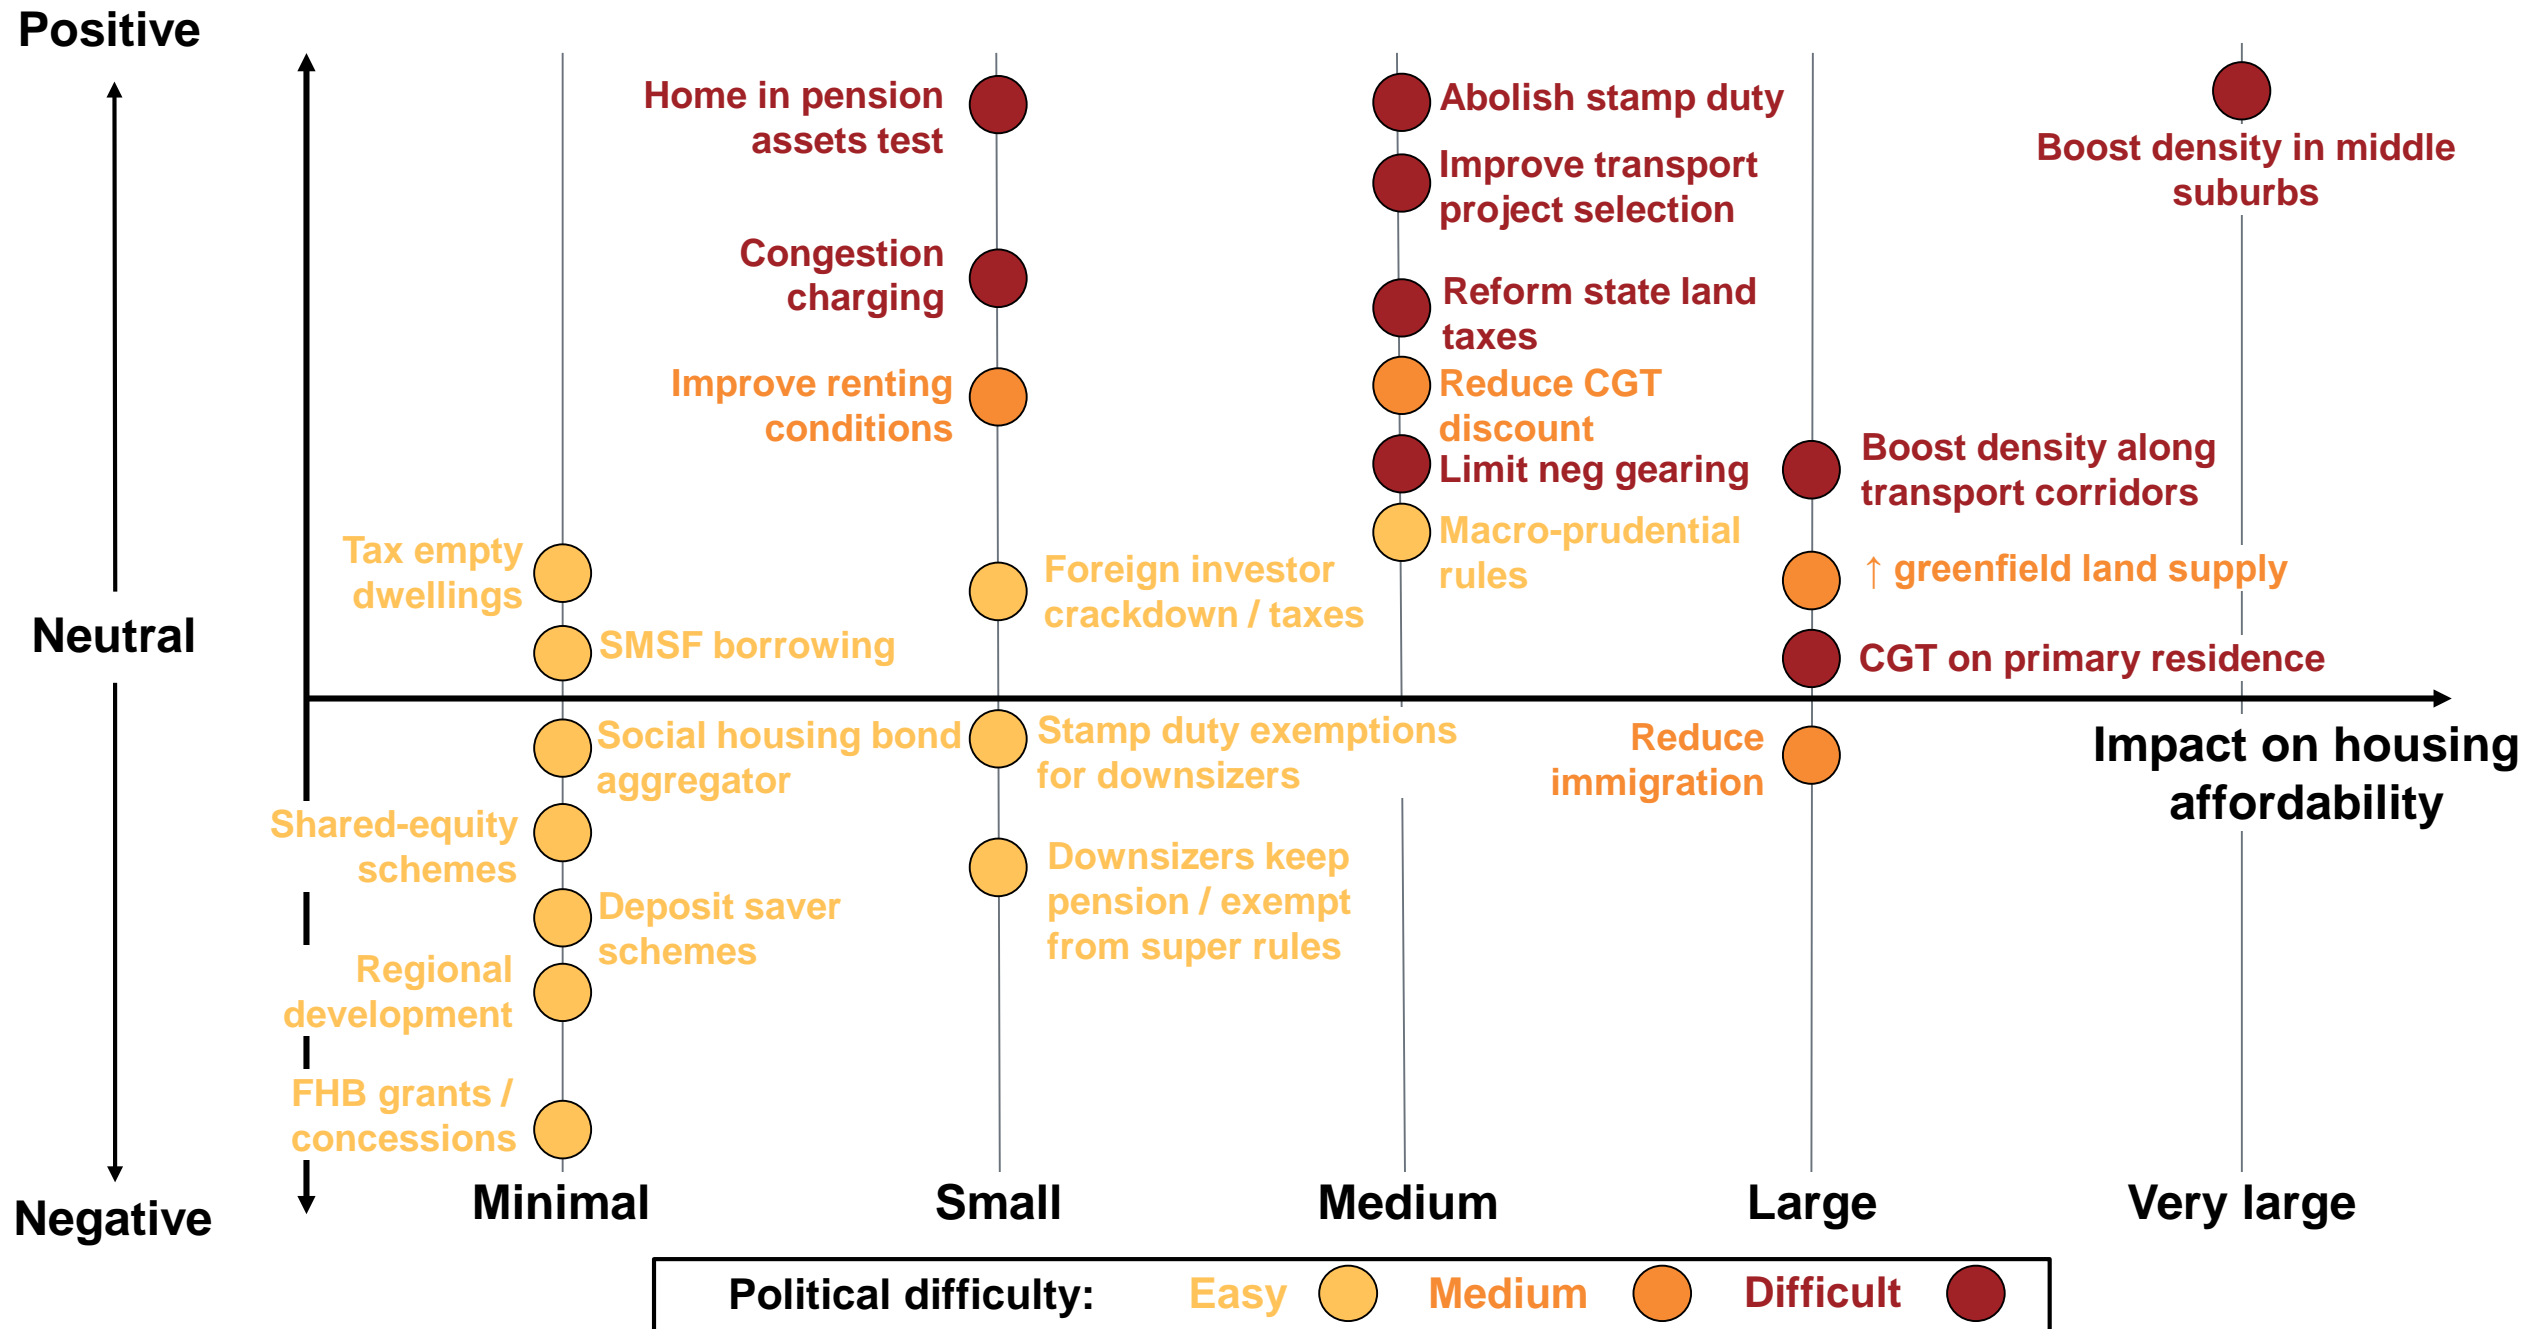 Positive
Neutral
Negative
Home in pension
assets test
Congestion
charging
Improve renting
conditions
Abolish stamp duty
Improve transport
project selection
Reform state land
taxes
Reduce CGT
discount
Limit neg gearing
Macro-prudential
rules
Boost density in middle
suburbs
Boost density along
transport corridors
↑ greenfield land supply
CGT on primary residence
Tax empty
dwellings
SMSF borrowing
Foreign investor
crackdown / taxes
Social housing bond
aggregator
Stamp duty exemptions
for downsizers
Reduce
immigration
Impact on housing
affordability
Shared-equity
schemes
Deposit saver
schemes
Downsizers keep
pension / exempt
from super rules
Regional
development
FHB grants /
concessions
Minimal
Small
Medium
Large
Very large
Political difficulty:
Easy
Medium
Difficult